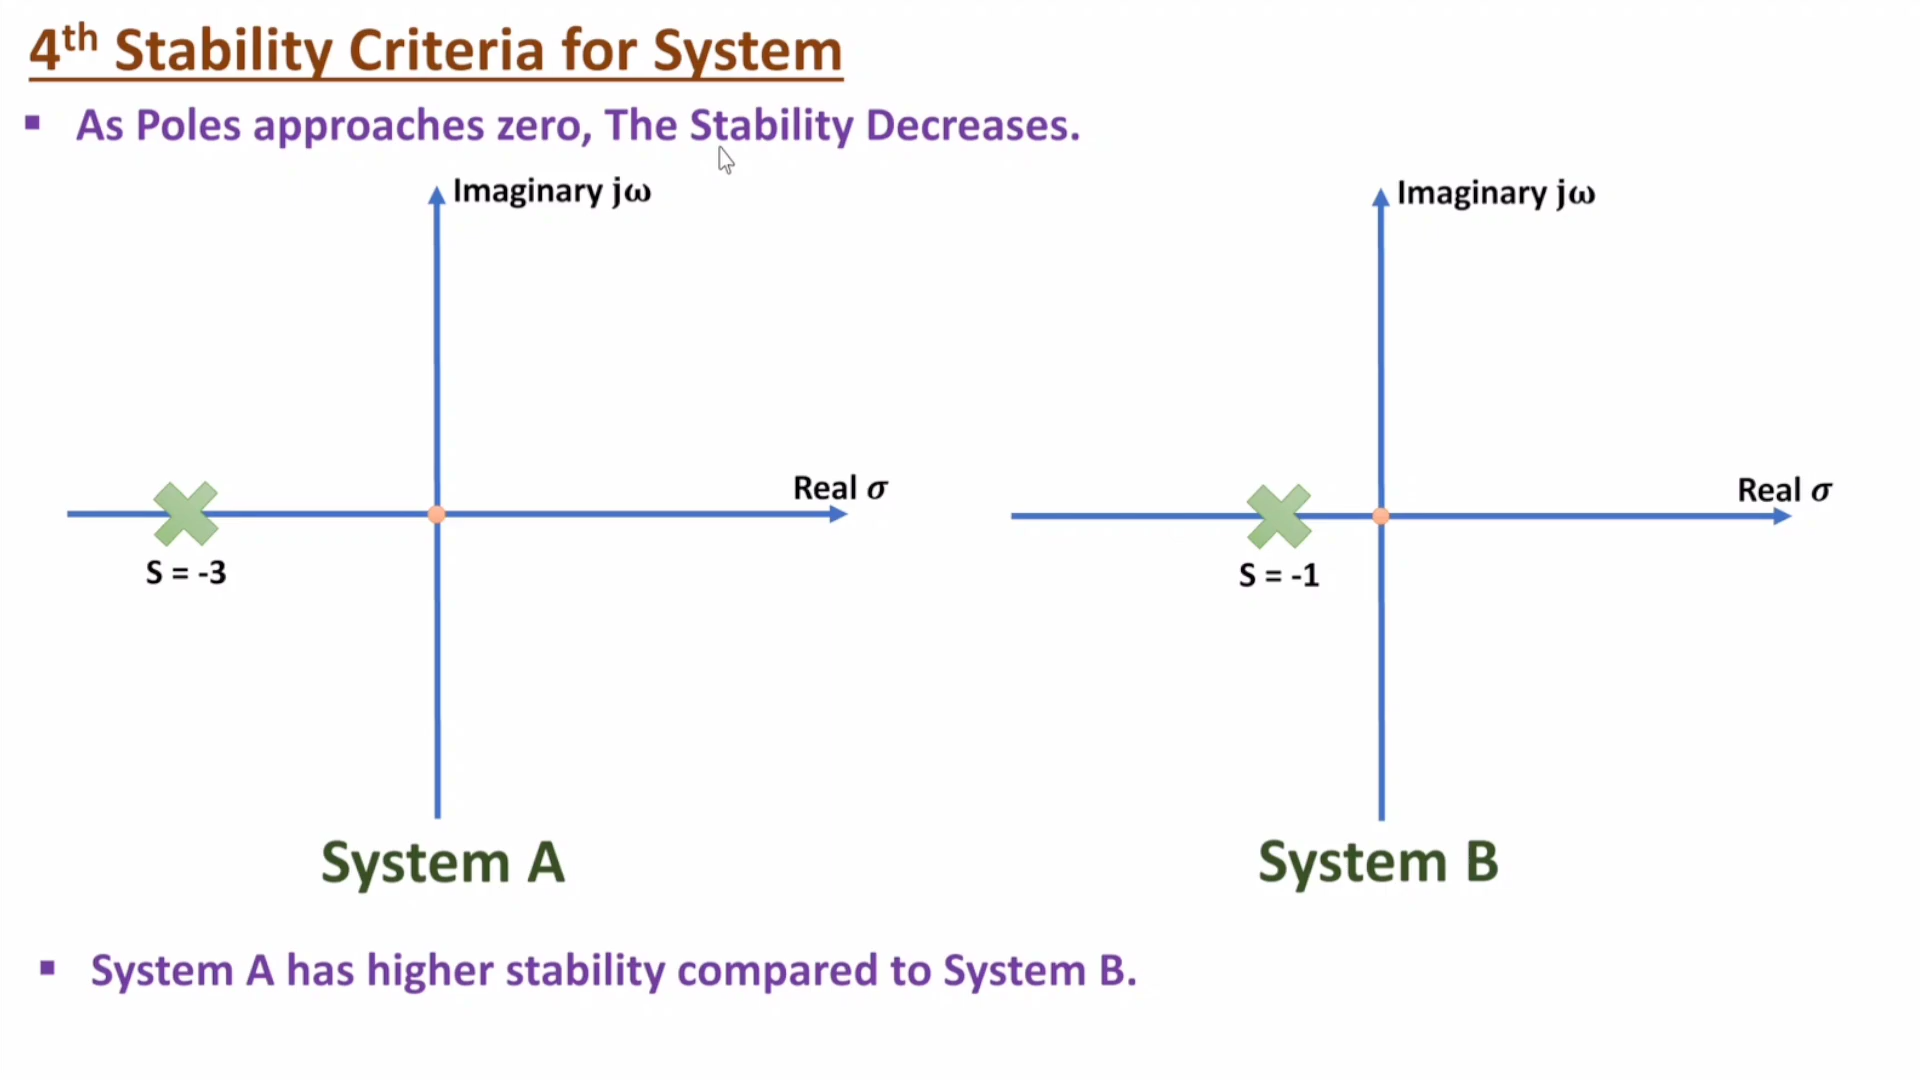 4th Stability Criteria for System
▪ As Poles approaches zero, The Stability Decreases.
Imaginary jω
Imaginary jω
Real σ
Real σ
S = -3
S = -1
System A
System B
▪ System A has higher stability compared to System B.